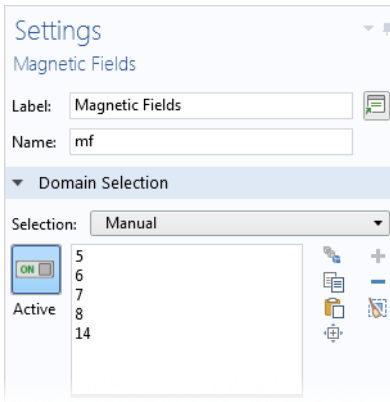 Settings
Magnetic Fields
Label: Magnetic Fields
Name: mf
Domain Selection
Selection: Manual
ON
Active
5
6
7
8
14